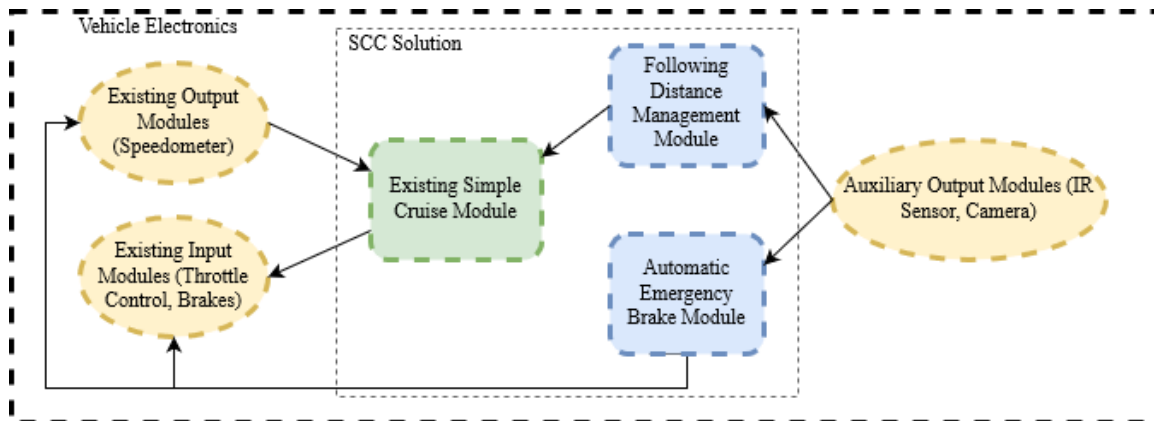 Vehicle Electronics
SCC Solution
Existing Output
Modules
(Speedometer)
Following
Distance
Management
Module
Existing Simple
Cruise Module
Auxiliary Output Modules (IR
Sensor, Camera)
Existing Input
Modules (Throttle
Control, Brakes)
Automatic
Emergency
Brake Module